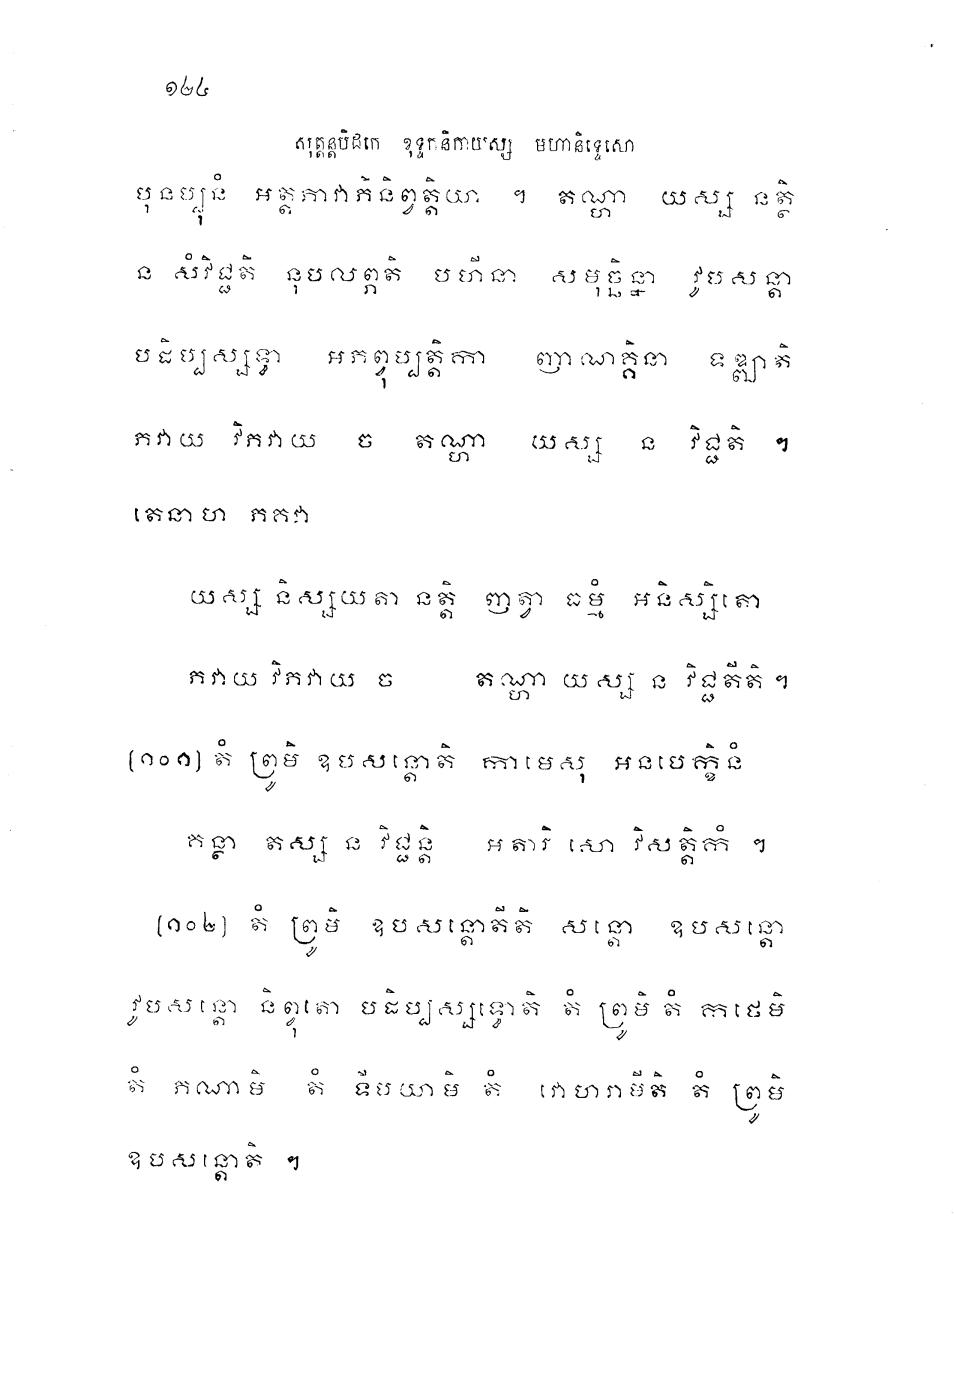 ១២៤
សុត្តន្តបិដកេ ខុទ្ទកនិកាយស្ស មហានិទ្ទេសោ
បុនប្បុនំ អត្តភាវាភិនិព្វត្តិយា ។ តណ្ហា យស្ស នត្ថិ
ន សំវិជ្ជតិ នុបលព្ភតិ បហីនា សមុច្ឆិន្នា វូបសន្តា
បដិប្បស្សទ្ធា អភព្វុប្បត្តិកា ញាណគ្គិនា ទឌ្ឍាតិ
ភវាយ វិភវាយ ច តណ្ហា យស្ស ន វិជ្ជតិ ។
តេនាហ ភគវា
យស្ស និស្សយតា នត្ថិ ញត្វា ធម្មំ អនិស្សិតោ
ភវាយ វិភវាយ ច តណ្ហា យស្ស ន វិជ្ជតីតិ ។
(១០១) តំ ព្រូមិ ឧបសន្តោតិ កាមេសុ អនបេក្ខិនំ
គន្ថា តស្ស ន វិជ្ជន្តិ អតារិ សោ វិសត្តិកំ ។
(១០២) តំ ព្រូមិ ឧបសន្តោតីតិ សន្តោ ឧបសន្តោ
វូបសន្តោ និព្វុតោ បដិប្បស្សទ្ធោតិ តំ ព្រូមិ តំ កថេមិ
តំ ភណាមិ តំ ទីបយាមិ តំ វោហរាមីតិ តំ ព្រូមិ
ឧបសន្តោតិ ។